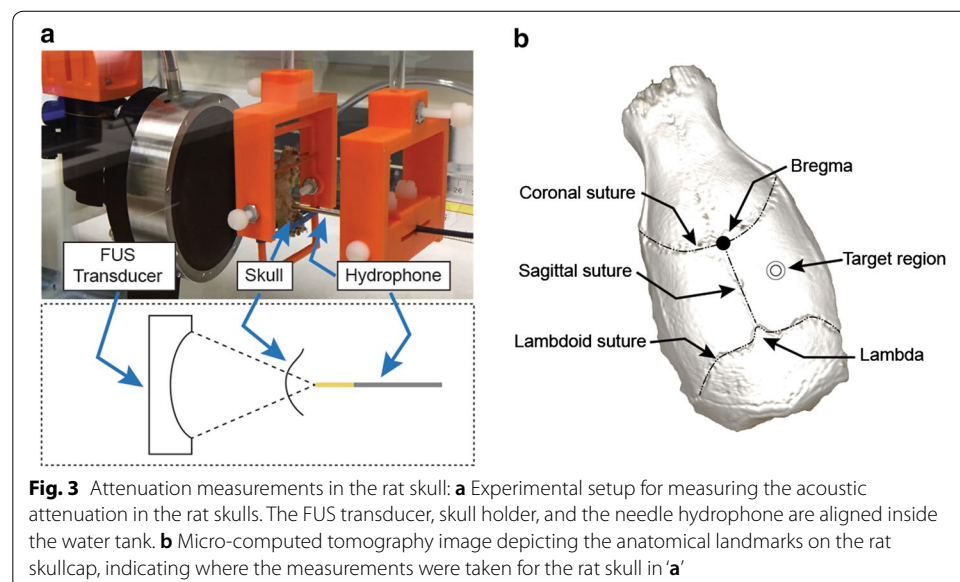 a
FUS
Transducer
Skull
Hydrophone
b
Bregma
Coronal suture
Sagittal suture
Target region
Lambdoid suture
Lambda
Fig. 3 Attenuation measurements in the rat skull: a Experimental setup for measuring the acoustic
attenuation in the rat skulls. The FUS transducer, skull holder, and the needle hydrophone are aligned inside
the water tank. b Micro-computed tomography image depicting the anatomical landmarks on the rat
skullcap, indicating where the measurements were taken for the rat skull in ‘a’